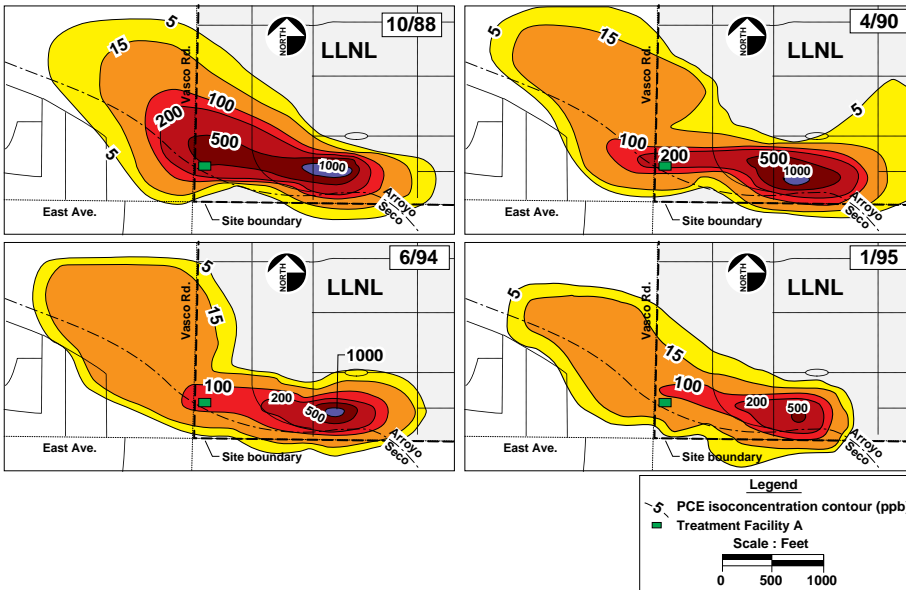 10/88
NORTH
LLNL
Vasco Rd.
5
15
5
100
200
500
1000
East Ave.
Site boundary
Arroyo
Seco
4/90
NORTH
LLNL
Vasco Rd.
5
15
5
100
200
500
1000
East Ave.
Site boundary
Arroyo
Seco
6/94
NORTH
LLNL
Vasco Rd.
5
15
1000
100
200
500
East Ave.
Site boundary
Arroyo
Seco
1/95
NORTH
LLNL
Vasco Rd.
5
15
100
200
500
East Ave.
Site boundary
Arroyo
Seco
Legend
5 PCE isoconcentration contour (ppb
Treatment Facility A
Scale : Feet
0 500 1000